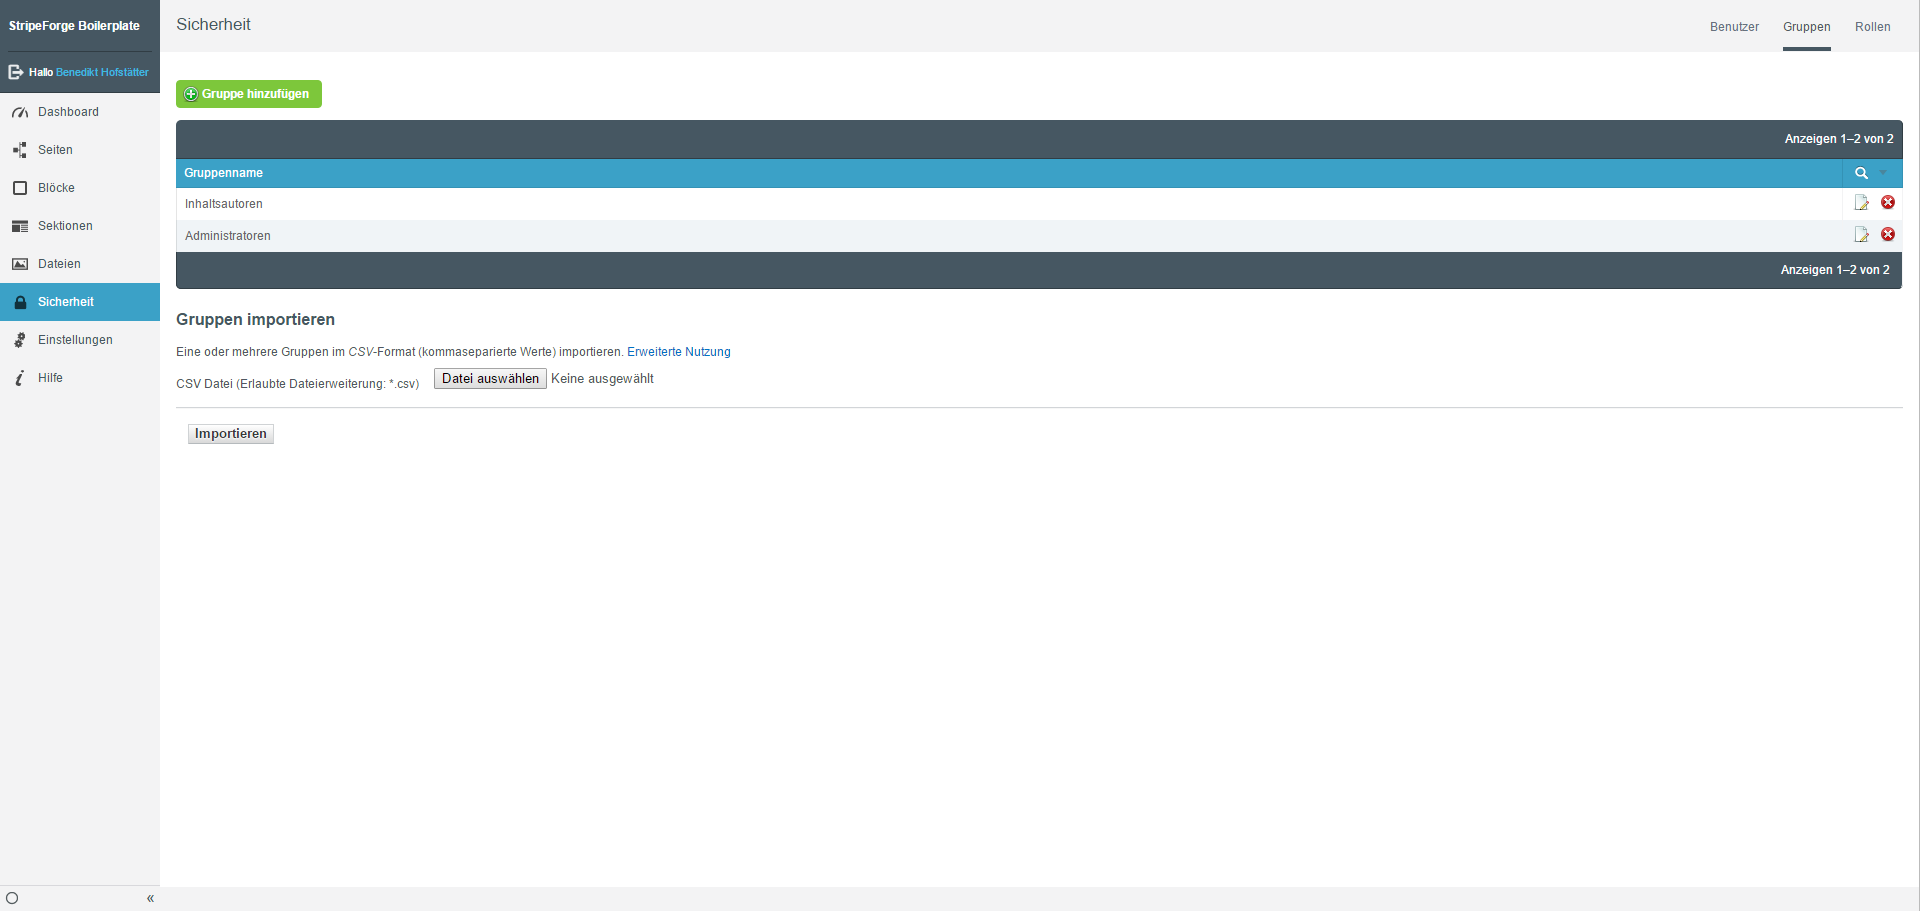 StripeForge Boilerplate
Hallo Benedikt Hofstätter
Dashboard
Seiten
Blöcke
Sektionen
Dateien
Sicherheit
Einstellungen
Hilfe
«
Sicherheit
Benutzer
Gruppen
Rollen
Gruppe hinzufügen
Anzeigen 1–2 von 2
Gruppenname
Inhaltsautoren
Administratoren
Anzeigen 1–2 von 2
Gruppen importieren
Eine oder mehrere Gruppen im CSV-Format (kommaseparierte Werte) importieren. Erweiterte Nutzung
CSV Datei (Erlaubte Dateierweiterung: *.csv) Datei auswählen Keine ausgewählt
Importieren